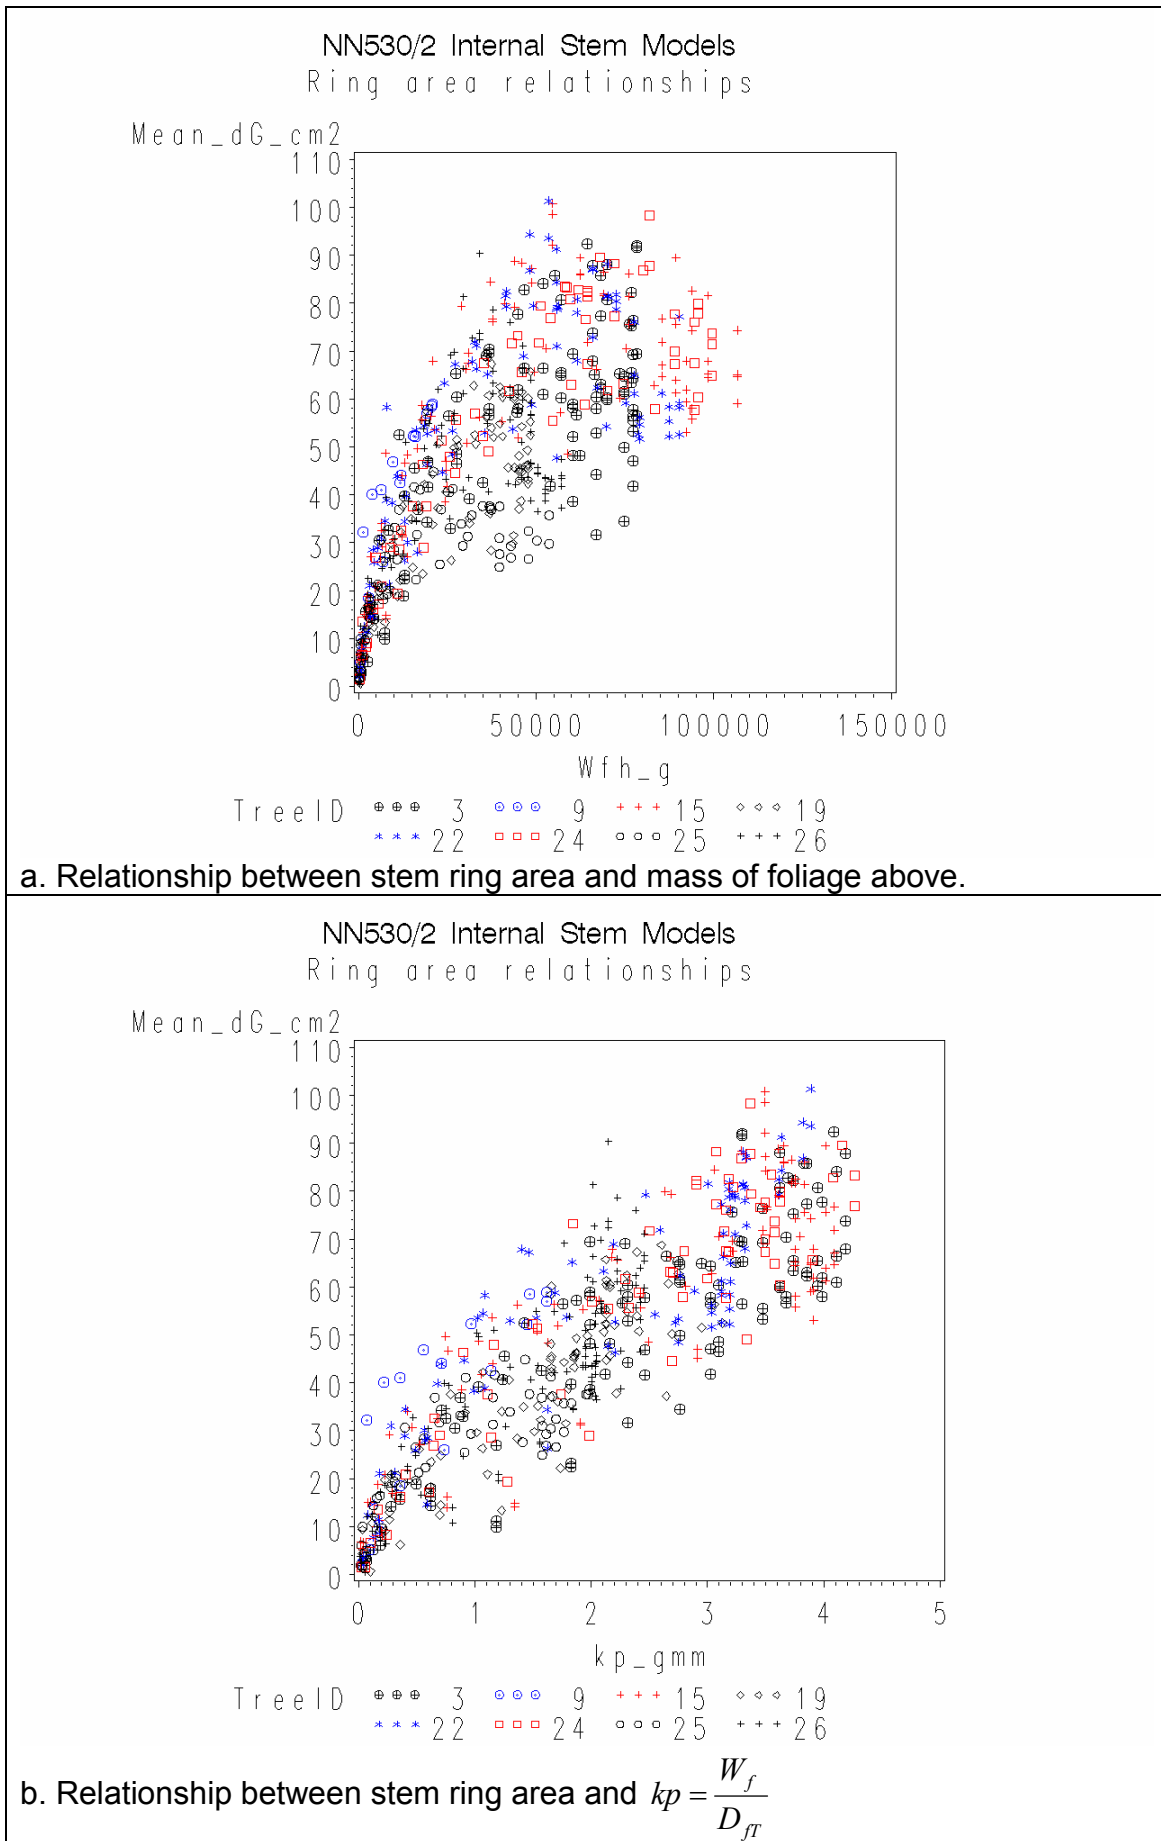 NN530/2 Internal Stem Models
Ring area relationships
Mean_dG_cm2
110
100
90
80
70
60
50
40
30
20
10
0
0 50000 100000 150000
Wfh_g
TreeID 3 9 15 19
22 24 25 26
a. Relationship between stem ring area and mass of foliage above.
NN530/2 Internal Stem Models
Ring area relationships
Mean_dG_cm2
110
100
90
80
70
60
50
40
30
20
10
0
0 1 2 3 4 5
kp_gmm
TreeID 3 9 15 19
22 24 25 26
b. Relationship between stem ring area and kp = W_f / D_fT